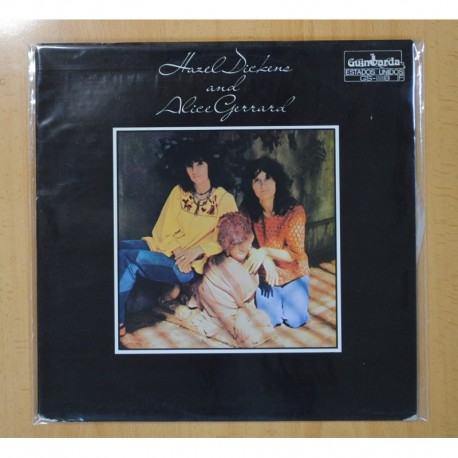 Hazel Dickens
and
Alice Gerrard
Guimbarda
ESTADOS UNIDOS